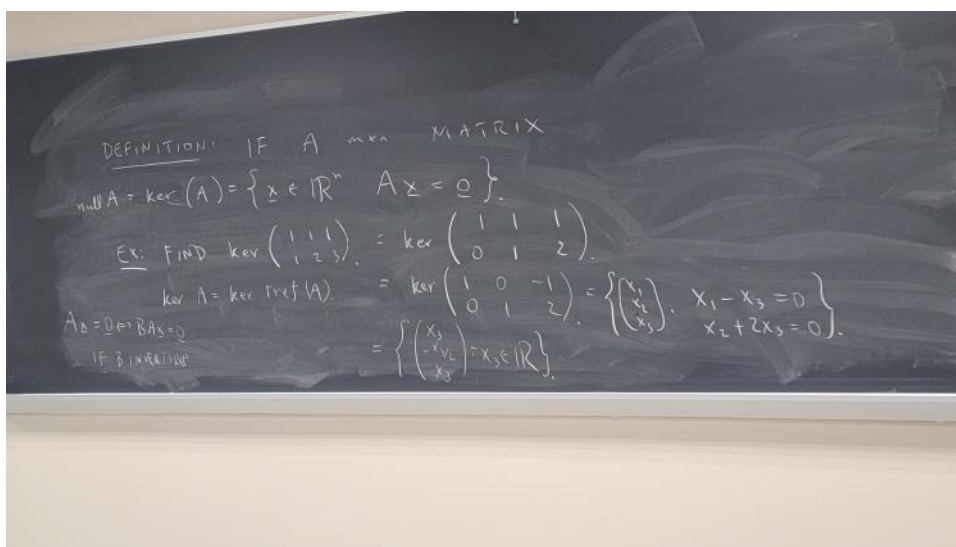 DEFINITION: IF A m×n MATRIX
null A = ker (A) = { x ∈ ℝⁿ  A x = 0 }.
EX: FIND ker ( 1 1 1 / 1 2 3 ). = ker ( 1 1 1 / 0 1 2 ).
ker A = ker rref (A). = ker ( 1 0 -1 / 0 1 2 ). = { ( x₁ / x₂ / x₃ ). x₁ - x₃ = 0 / x₂ + 2x₃ = 0 }.
Ax = 0 ⟺ BAx = 0
IF B INVERTIBLE
= { ( x₃ / -x₃/2 / x₃ ) : x₃ ∈ ℝ }.